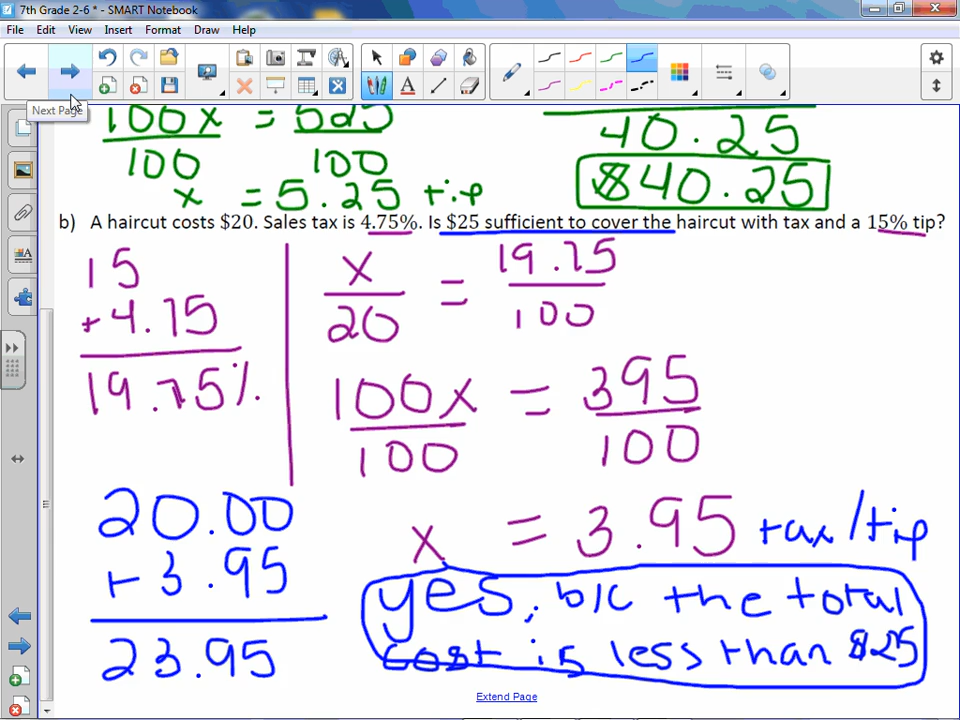 7th Grade 2-6 * - SMART Notebook
File Edit View Insert Format Draw Help
Next Page
100x = 525
100 100
x = 5.25 tip
40.25
$40.25
b) A haircut costs $20. Sales tax is 4.75%. Is $25 sufficient to cover the haircut with tax and a 15% tip?
15
+4.75
19.75%
x = 19.75
20 100
100x = 395
100 100
x = 3.95 tax/tip
20.00
+3.95
23.95
yes, b/c the total
cost is less than $25
Extend Page